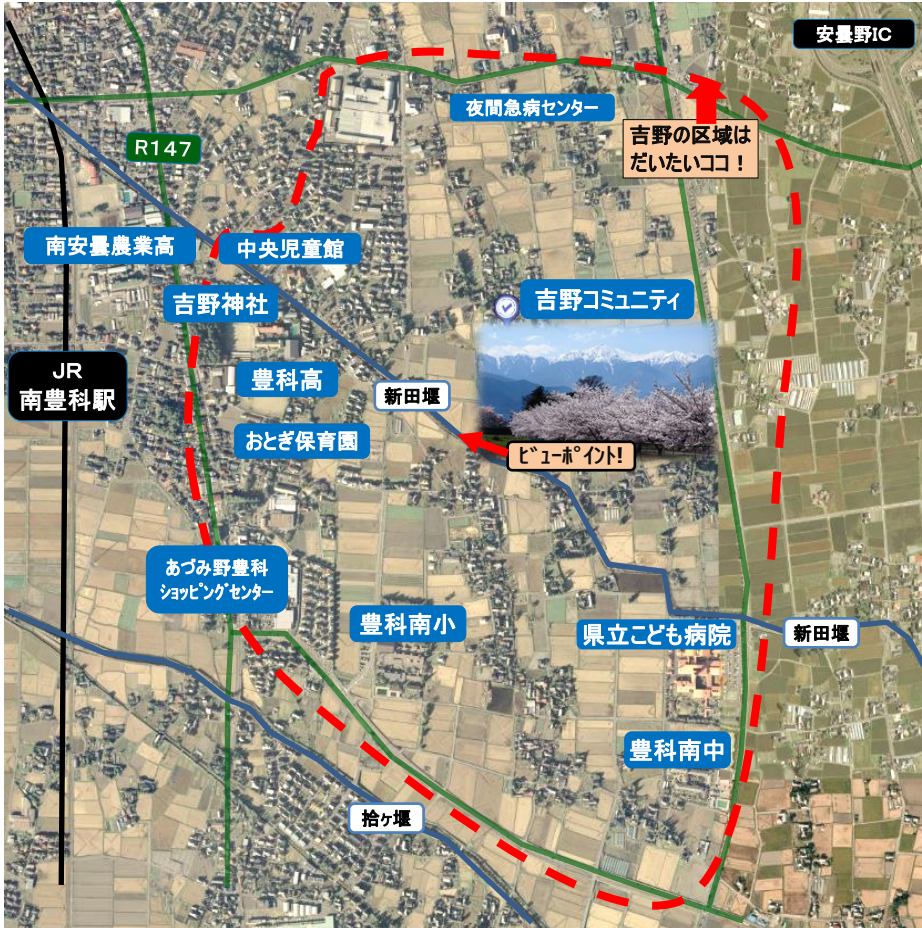 安曇野IC
夜間急病センター
吉野の区域は
だいたいココ！
R147
南安曇農業高
中央児童館
吉野神社
吉野コミュニティ
JR
南豊科駅
豊科高
新田堰
おとぎ保育園
ﾋﾞｭｰﾎﾟｲﾝﾄ!
あづみ野豊科
ｼｮｯﾋﾟﾝｸﾞｾﾝﾀｰ
豊科南小
県立こども病院
新田堰
豊科南中
拾ヶ堰